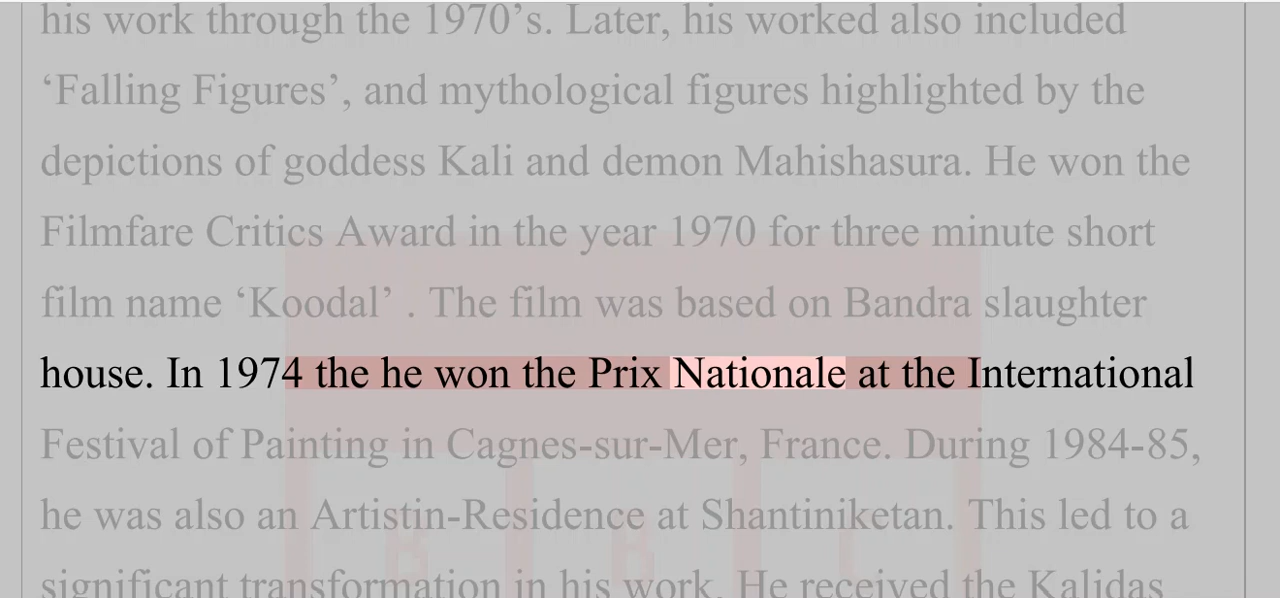 his work through the 1970’s. Later, his worked also included
‘Falling Figures’, and mythological figures highlighted by the
depictions of goddess Kali and demon Mahishasura. He won the
Filmfare Critics Award in the year 1970 for three minute short
film name ‘Koodal’ . The film was based on Bandra slaughter
house. In 1974 the he won the Prix Nationale at the International
Festival of Painting in Cagnes-sur-Mer, France. During 1984-85,
he was also an Artistin-Residence at Shantiniketan. This led to a
significant transformation in his work. He received the Kalidas